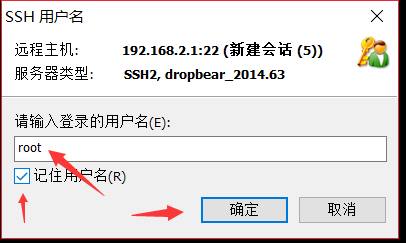 SSH 用户名
远程主机: 192.168.2.1:22 (新建会话 (5))
服务器类型: SSH2, dropbear_2014.63
请输入登录的用户名(E):
root
记住用户名(R)
确定 取消